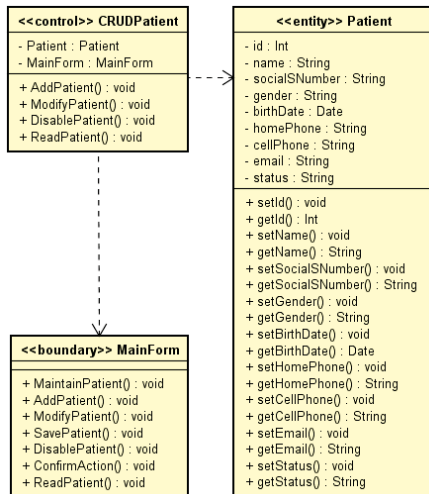 <<control>> CRUDPatient
- Patient : Patient
- MainForm : MainForm
+ AddPatient() : void
+ ModifyPatient() : void
+ DisablePatient() : void
+ ReadPatient() : void
<<entity>> Patient
- id : Int
- name : String
- socialSNumber : String
- gender : String
- birthDate : Date
- homePhone : String
- cellPhone : String
- email : String
- status : String
+ setId() : void
+ getId() : Int
+ setName() : void
+ getName() : String
+ setSocialSNumber() : void
+ getSocialSNumber() : String
+ setGender() : void
+ getGender() : String
+ setBirthDate() : void
+ getBirthDate() : Date
+ setHomePhone() : void
+ getHomePhone() : String
+ setCellPhone() : void
+ getCellPhone() : String
+ setEmail() : void
+ getEmail() : String
+ setStatus() : void
+ getStatus() : String
<<boundary>> MainForm
+ MaintainPatient() : void
+ AddPatient() : void
+ ModifyPatient() : void
+ SavePatient() : void
+ DisablePatient() : void
+ ConfirmAction() : void
+ ReadPatient() : void